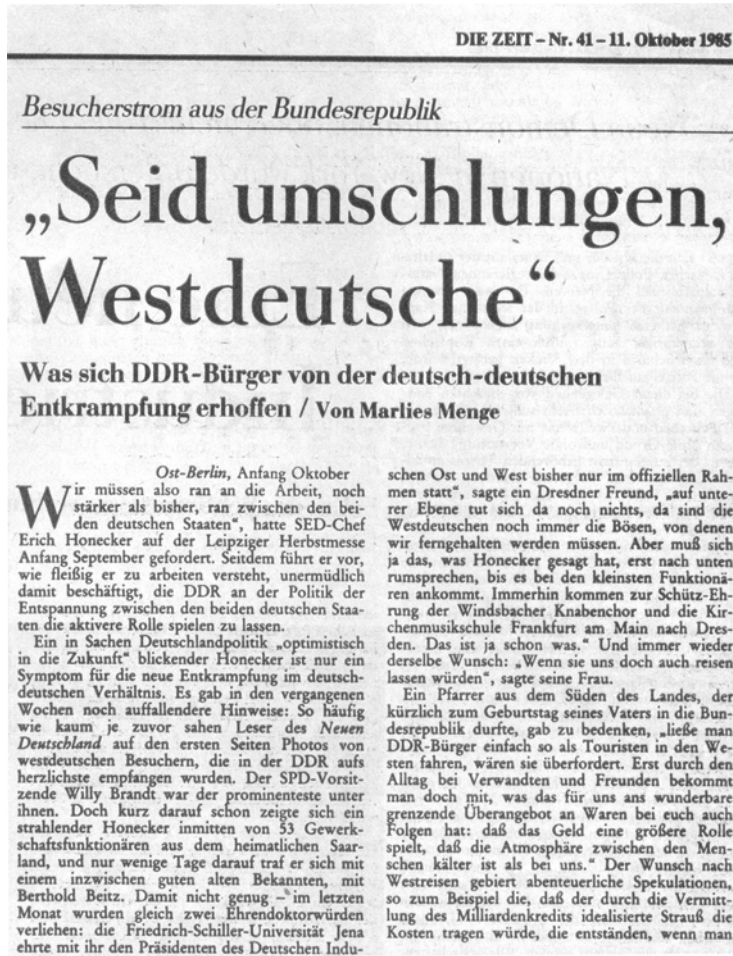 DIE ZEIT – Nr. 41 – 11. Oktober 1985
Besucherstrom aus der Bundesrepublik
„Seid umschlungen,
Westdeutsche“
Was sich DDR-Bürger von der deutsch-deutschen
Entkrampfung erhoffen / Von Marlies Menge
Ost-Berlin, Anfang Oktober
Wir müssen also ran an die Arbeit, noch
stärker als bisher, ran zwischen den bei-
den deutschen Staaten“, hatte SED-Chef
Erich Honecker auf der Leipziger Herbstmesse
Anfang September gefordert. Seitdem führt er vor,
wie fleißig er zu arbeiten versteht, unermüdlich
damit beschäftigt, die DDR an der Politik der
Entspannung zwischen den beiden deutschen Staa-
ten die aktivere Rolle spielen zu lassen.
Ein in Sachen Deutschlandpolitik „optimistisch
in die Zukunft“ blickender Honecker ist nur ein
Symptom für die neue Entkrampfung im deutsch-
deutschen Verhältnis. Es gab in den vergangenen
Wochen noch auffallendere Hinweise: So häufig
wie kaum je zuvor sahen Leser des Neuen
Deutschland auf den ersten Seiten Photos von
westdeutschen Besuchern, die in der DDR aufs
herzlichste empfangen wurden. Der SPD-Vorsit-
zende Willy Brandt war der prominenteste unter
ihnen. Doch kurz darauf schon zeigte sich ein
strahlender Honecker inmitten von 53 Gewerk-
schaftsfunktionären aus dem heimatlichen Saar-
land, und nur wenige Tage darauf traf er sich mit
einem inzwischen guten alten Bekannten, mit
Berthold Beitz. Damit nicht genug – im letzten
Monat wurden gleich zwei Ehrendoktorwürden
verliehen: die Friedrich-Schiller-Universität Jena
ehrte mit ihr den Präsidenten des Deutschen Indu-
schen Ost und West bisher nur im offiziellen Rah-
men statt“, sagte ein Dresdner Freund, „auf unte-
rer Ebene tut sich da noch nichts, da sind die
Westdeutschen noch immer die Bösen, von denen
wir ferngehalten werden müssen. Aber muß sich
ja das, was Honecker gesagt hat, erst nach unten
rumsprechen, bis es bei den kleinsten Funktionä-
ren ankommt. Immerhin kommen zur Schütz-Eh-
rung der Windsbacher Knabenchor und die Kir-
chenmusikschule Frankfurt am Main nach Dres-
den. Das ist ja schon was.“ Und immer wieder
derselbe Wunsch: „Wenn sie uns doch auch reisen
lassen würden“, sagte seine Frau.
Ein Pfarrer aus dem Süden des Landes, der
kürzlich zum Geburtstag seines Vaters in die Bun-
desrepublik durfte, gab zu bedenken, „ließe man
DDR-Bürger einfach so als Touristen in den We-
sten fahren, wären sie überfordert. Erst durch den
Alltag bei Verwandten und Freunden bekommt
man doch mit, was das für uns ans wunderbare
grenzende Überangebot an Waren bei euch auch
Folgen hat: daß das Geld eine größere Rolle
spielt, daß die Atmosphäre zwischen den Men-
schen kälter ist als bei uns.“ Der Wunsch nach
Westreisen gebiert abenteuerliche Spekulationen,
so zum Beispiel die, daß der durch die Vermitt-
lung des Milliardenkredits idealisierte Strauß die
Kosten tragen würde, die entständen, wenn man